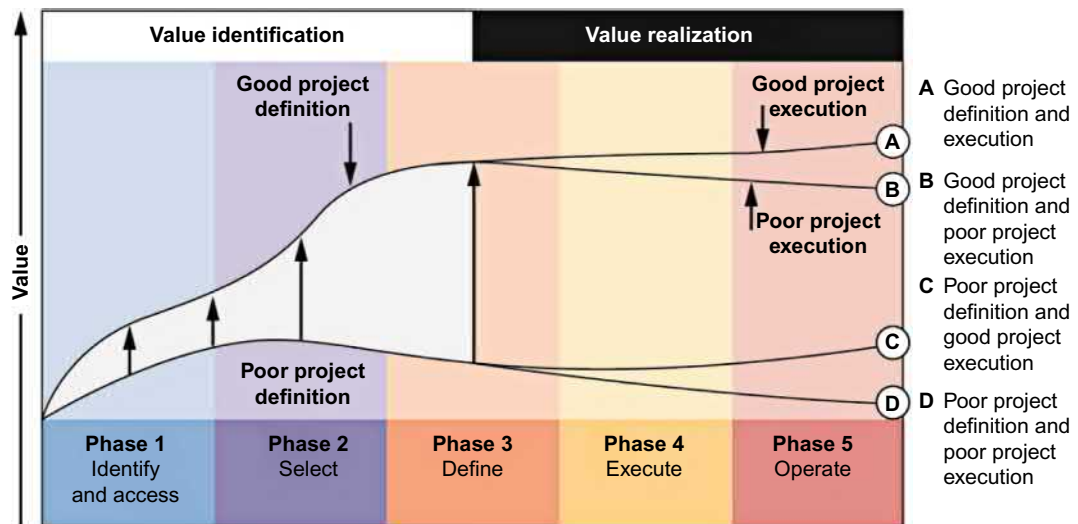 Value identification
Value realization
Value
Good project
definition
Good project
execution
Poor project
definition
Poor project
execution
A
B
C
D
A Good project
definition and
execution
B Good project
definition and
poor project
execution
C Poor project
definition and
good project
execution
D Poor project
definition and
poor project
execution
Phase 1
Identify
and access
Phase 2
Select
Phase 3
Define
Phase 4
Execute
Phase 5
Operate